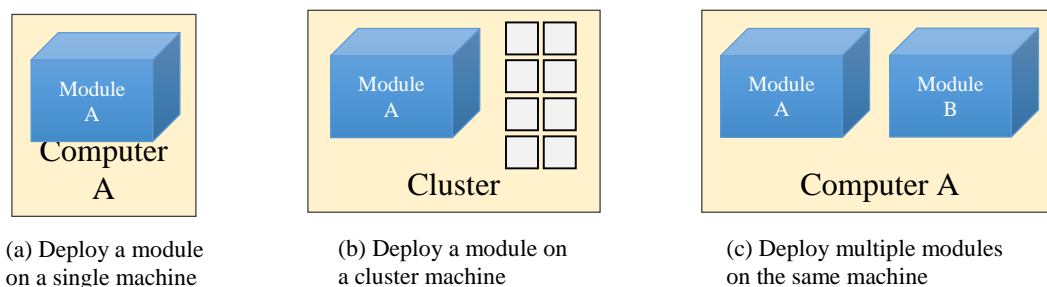 Module
A
Computer
A
(a) Deploy a module
on a single machine
Module
A
Cluster
(b) Deploy a module on
a cluster machine
Module
A
Module
B
Computer A
(c) Deploy multiple modules
on the same machine